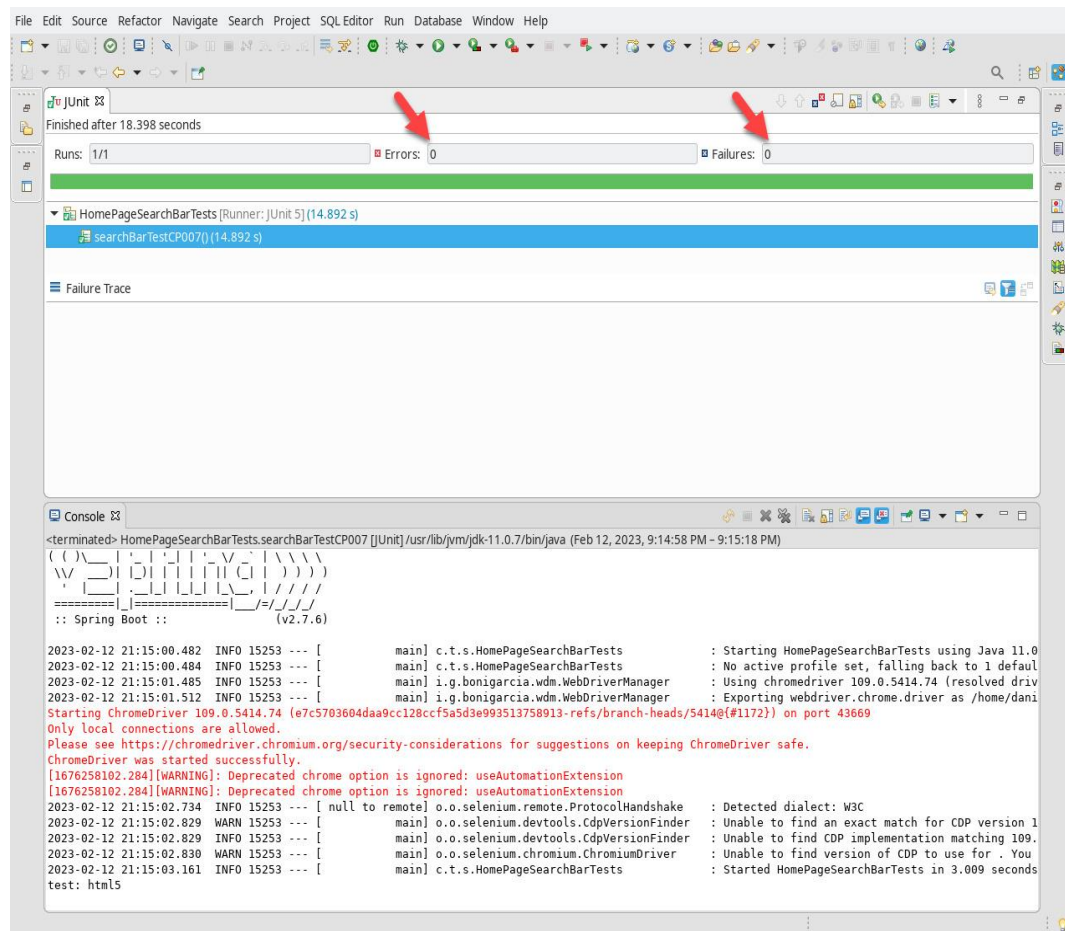 File Edit Source Refactor Navigate Search Project SQL Editor Run Database Window Help
JUnit
Finished after 18.398 seconds
Runs: 1/1 Errors: 0 Failures: 0
HomePageSearchBarTests [Runner: JUnit 5] (14.892 s)
searchBarTestCP007() (14.892 s)
Failure Trace
Console
<terminated> HomePageSearchBarTests.searchBarTestCP007 [JUnit] /usr/lib/jvm/jdk-11.0.7/bin/java (Feb 12, 2023, 9:14:58 PM – 9:15:18 PM)
( ( )\___ | '_ | '_| | '_ \/ _` | \ \ \ \
 \\/  ___)| |_)| | | | | || (_| |  ) ) ) )
  '  |____| .__|_| |_|_| |_\__, | / / / /
 =========|_|==============|___/=/_/_/_/
:: Spring Boot :: (v2.7.6)
2023-02-12 21:15:00.482 INFO 15253 --- [ main] c.t.s.HomePageSearchBarTests : Starting HomePageSearchBarTests using Java 11.0
2023-02-12 21:15:00.484 INFO 15253 --- [ main] c.t.s.HomePageSearchBarTests : No active profile set, falling back to 1 defaul
2023-02-12 21:15:01.485 INFO 15253 --- [ main] i.g.bonigarcia.wdm.WebDriverManager : Using chromedriver 109.0.5414.74 (resolved driv
2023-02-12 21:15:01.512 INFO 15253 --- [ main] i.g.bonigarcia.wdm.WebDriverManager : Exporting webdriver.chrome.driver as /home/dani
Starting ChromeDriver 109.0.5414.74 (e7c5703604daa9cc128ccf5a5d3e993513758913-refs/branch-heads/5414@{#1172}) on port 43669
Only local connections are allowed.
Please see https://chromedriver.chromium.org/security-considerations for suggestions on keeping ChromeDriver safe.
ChromeDriver was started successfully.
[1676258102.284][WARNING]: Deprecated chrome option is ignored: useAutomationExtension
[1676258102.284][WARNING]: Deprecated chrome option is ignored: useAutomationExtension
2023-02-12 21:15:02.734 INFO 15253 --- [ null to remote] o.o.selenium.remote.ProtocolHandshake : Detected dialect: W3C
2023-02-12 21:15:02.829 WARN 15253 --- [ main] o.o.selenium.devtools.CdpVersionFinder : Unable to find an exact match for CDP version 1
2023-02-12 21:15:02.829 INFO 15253 --- [ main] o.o.selenium.devtools.CdpVersionFinder : Unable to find CDP implementation matching 109.
2023-02-12 21:15:02.830 WARN 15253 --- [ main] o.o.selenium.chromium.ChromiumDriver : Unable to find version of CDP to use for . You
2023-02-12 21:15:03.161 INFO 15253 --- [ main] c.t.s.HomePageSearchBarTests : Started HomePageSearchBarTests in 3.009 seconds
test: html5